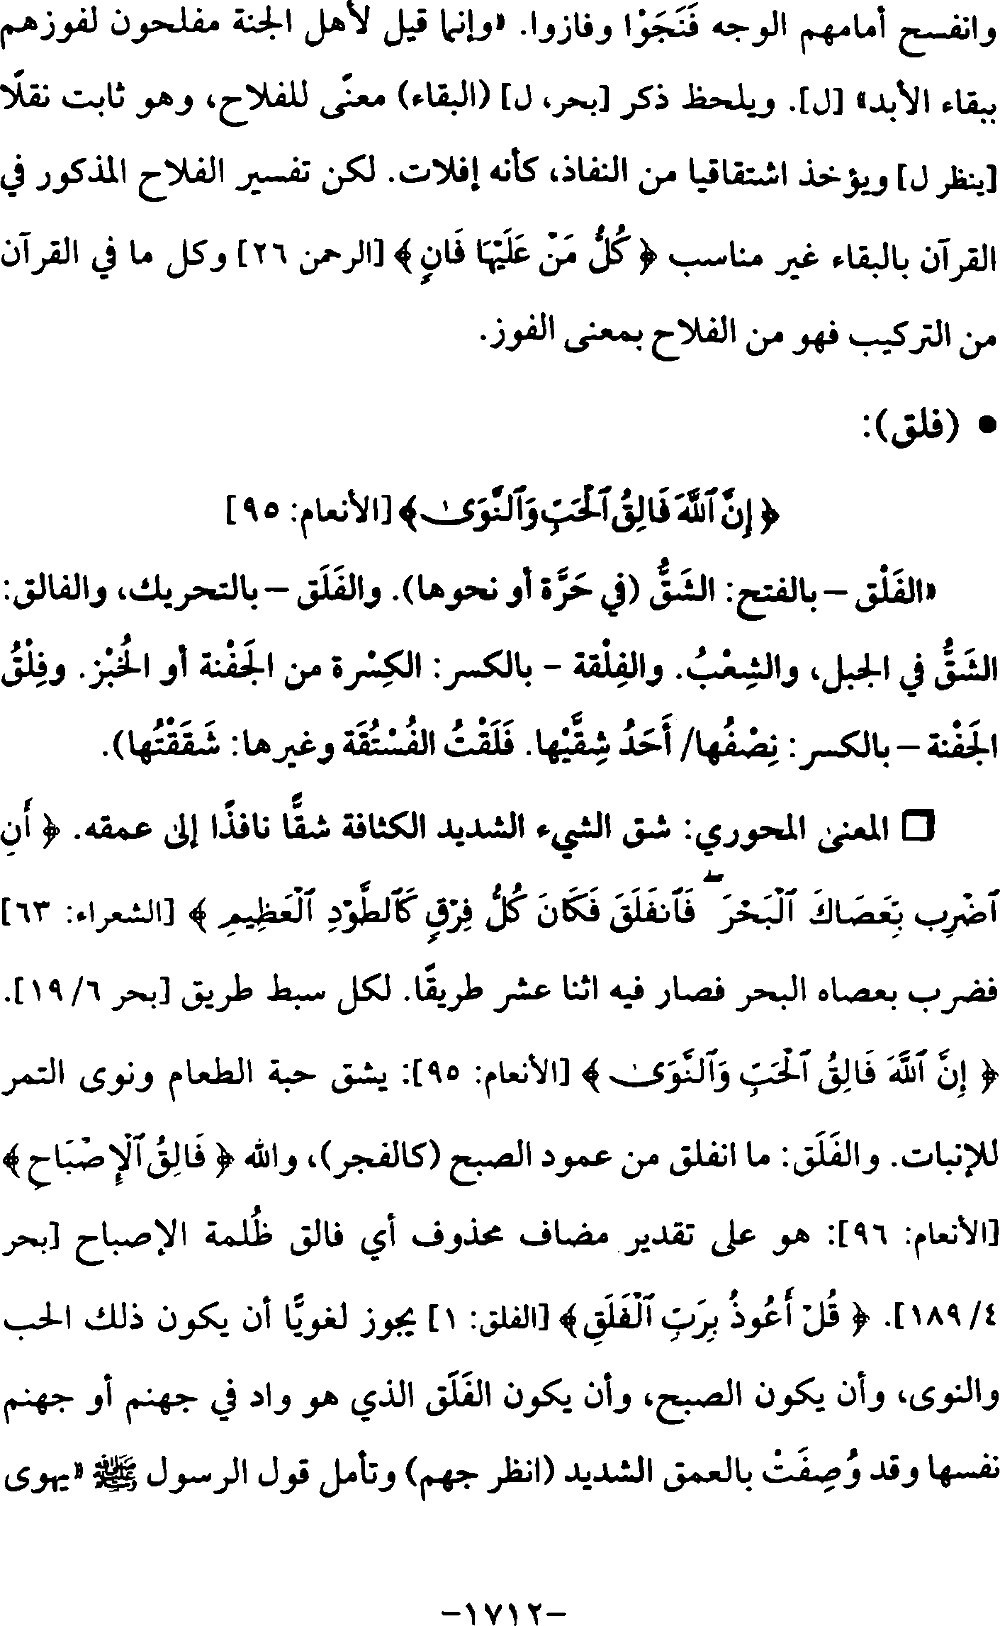 وانفسح أمامهم الوجه فَنَجَوْا وفازوا. «وإنما قيل لأهل الجنة مفلحون لفوزهم
ببقاء الأبد» [ل]. ويلحظ ذكر [بحر، ل] (البقاء) معنًى للفلاح، وهو ثابت نقلًا
[ينظر ل] ويؤخذ اشتقاقيا من النفاذ، كأنه إفلات. لكن تفسير الفلاح المذكور في
القرآن بالبقاء غير مناسب ﴿ كُلُّ مَنْ عَلَيْهَا فَانٍ ﴾ [الرحمن ٢٦] وكل ما في القرآن
من التركيب فهو من الفلاح بمعنى الفوز.
• (فلق):
﴿ إِنَّ ٱللَّهَ فَالِقُ ٱلْحَبِّ وَٱلنَّوَىٰ ﴾ [الأنعام: ٩٥]
«الفَلْق – بالفتح: الشَقُّ (في حَرَّة أو نحوها). والفَلَق – بالتحريك، والفالق:
الشَقُّ في الجبل، والشِعْبُ. والفِلْقة - بالكسر: الكِسْرة من الجَفْنة أو الخُبْز. وفِلْقُ
الجَفْنة – بالكسر: نِصْفُها/ أَحَدُ شِقَّيْها. فَلَقْتُ الفُسْتُقَة وغيرها: شَقَقْتُها).
❒ المعنى المحوري: شق الشيء الشديد الكثافة شقًّا نافذًا إلى عمقه. ﴿ أَنِ
ٱضْرِب بِّعَصَاكَ ٱلْبَحْرَ ۖ فَٱنفَلَقَ فَكَانَ كُلُّ فِرْقٍ كَٱلطَّوْدِ ٱلْعَظِيمِ ﴾ [الشعراء: ٦٣]
فضرب بعصاه البحر فصار فيه اثنا عشر طريقًا. لكل سبط طريق [بحر ٦/ ١٩].
﴿ إِنَّ ٱللَّهَ فَالِقُ ٱلْحَبِّ وَٱلنَّوَىٰ ﴾ [الأنعام: ٩٥]: يشق حبة الطعام ونوى التمر
للإنبات. والفَلَق: ما انفلق من عمود الصبح (كالفجر)، والله ﴿ فَالِقُ ٱلْإِصْبَاحِ ﴾
[الأنعام: ٩٦]: هو على تقدير مضاف محذوف أي فالق ظُلمة الإصباح [بحر
٤/ ١٨٩]. ﴿ قُلْ أَعُوذُ بِرَبِّ ٱلْفَلَقِ ﴾ [الفلق: ١] يجوز لغويًّا أن يكون ذلك الحب
والنوى، وأن يكون الصبح، وأن يكون الفَلَق الذي هو واد في جهنم أو جهنم
نفسها وقد وُصِفَتْ بالعمق الشديد (انظر جهم) وتأمل قول الرسول ﷺ «يهوى
-١٧١٢-